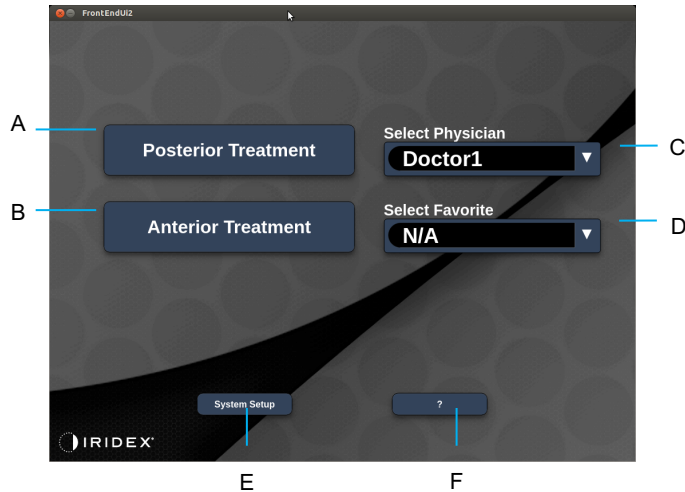 FrontEndUi2
A
Posterior Treatment
Select Physician
Doctor1
C
B
Anterior Treatment
Select Favorite
N/A
D
System Setup
?
IRIDEX
E
F